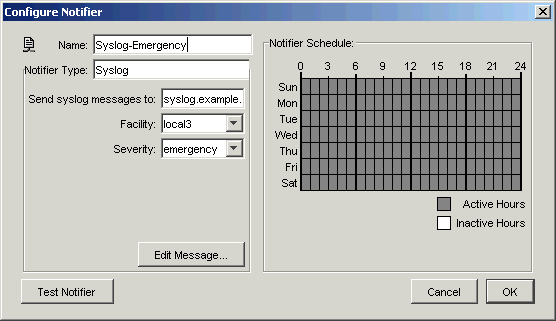 Configure Notifier
Name: Syslog-Emergency
Notifier Type: Syslog
Send syslog messages to: syslog.example.
Facility: local3
Severity: emergency
Edit Message...
Notifier Schedule:
0 3 6 9 12 15 18 21 24
Sun
Mon
Tue
Wed
Thu
Fri
Sat
Active Hours
Inactive Hours
Test Notifier
Cancel
OK